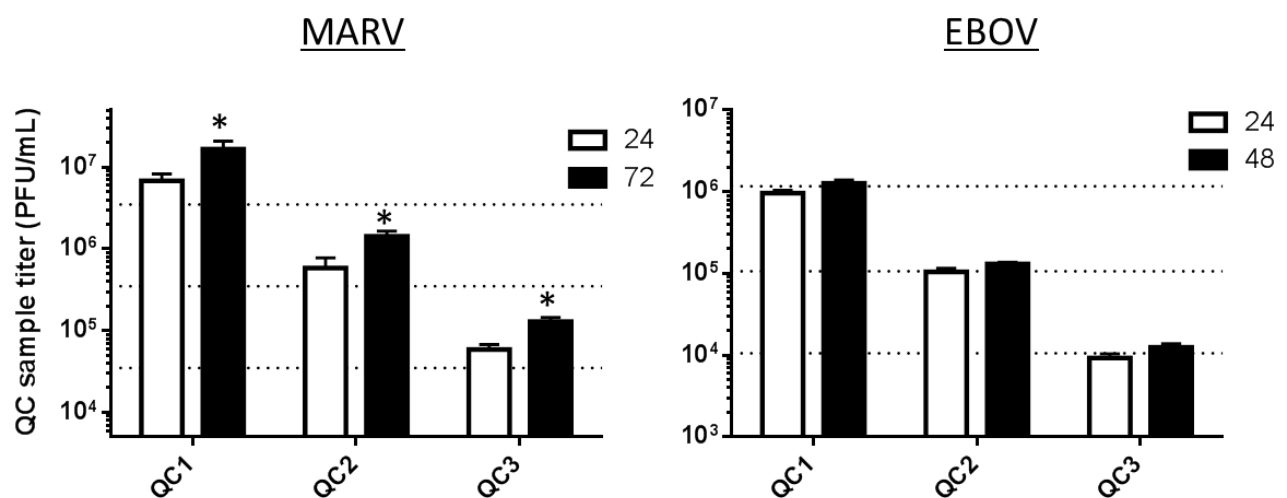 MARV
QC sample titer (PFU/mL)
10⁷
10⁶
10⁵
10⁴
*
*
*
24
72
QC1
QC2
QC3
EBOV
10⁷
10⁶
10⁵
10⁴
10³
24
48
QC1
QC2
QC3